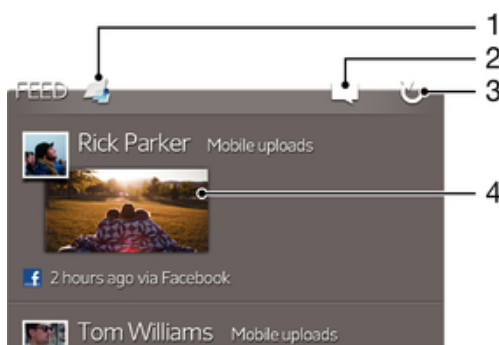 1
2
FEED 3
Rick Parker Mobile uploads
4
f 2 hours ago via Facebook
Tom Williams Mobile uploads